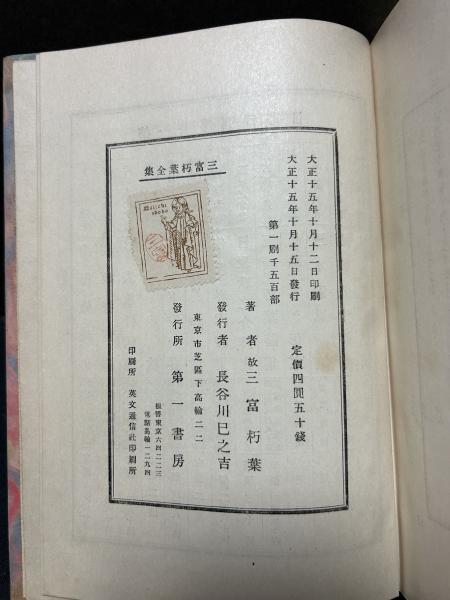 大正十五年十月十二日印刷
大正十五年十月十五日發行
第一刷千五百部
定價四圓五十錢
三富朽葉全集
Daiichi
shobo
著者 故三富朽葉
發行者 長谷川巳之吉
東京市芝區下高輪二二
發行所 第一書房
振替東京六四二二三
電話高輪一二九四
印刷所 英文通信社印刷所